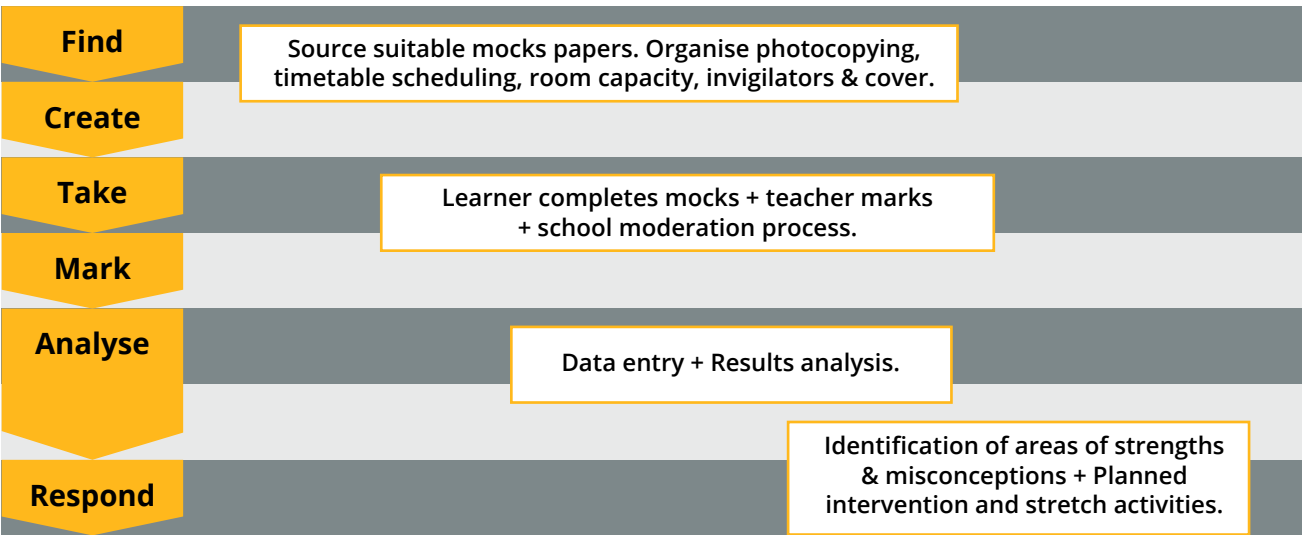 Find
Source suitable mocks papers. Organise photocopying,
timetable scheduling, room capacity, invigilators & cover.
Create
Take
Learner completes mocks + teacher marks
+ school moderation process.
Mark
Analyse
Data entry + Results analysis.
Identification of areas of strengths
& misconceptions + Planned
intervention and stretch activities.
Respond